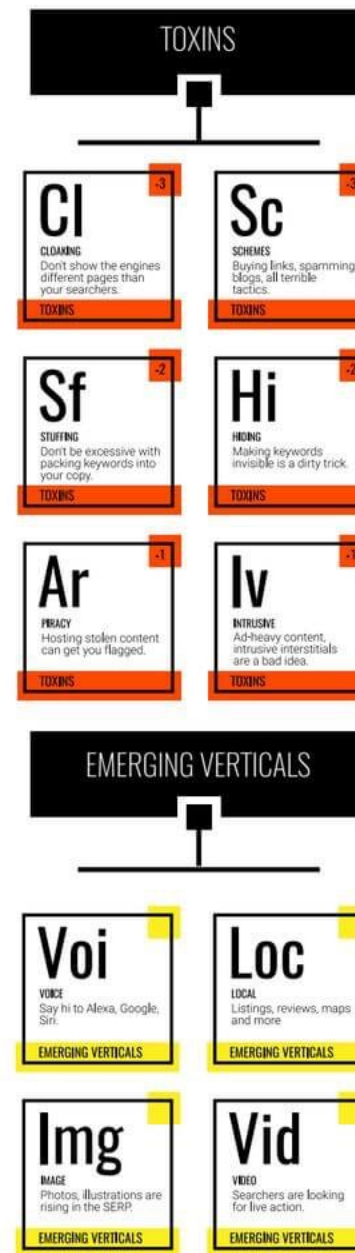 TOXINS
-3
Cl
CLOAKING
Don't show the engines
different pages than
your searchers.
TOXINS
-3
Sc
SCHEMES
Buying links, spamming
blogs, all terrible
tactics.
TOXINS
-2
Sf
STUFFING
Don't be excessive with
packing keywords into
your copy.
TOXINS
-2
Hi
HIDING
Making keywords
invisible is a dirty trick.
TOXINS
-1
Ar
PIRACY
Hosting stolen content
can get you flagged.
TOXINS
-1
Iv
INTRUSIVE
Ad-heavy content,
intrusive interstitials
are a bad idea.
TOXINS
EMERGING VERTICALS
Voi
VOICE
Say hi to Alexa, Google,
Siri.
EMERGING VERTICALS
Loc
LOCAL
Listings, reviews, maps
and more
EMERGING VERTICALS
Img
IMAGE
Photos, illustrations are
rising in the SERP.
EMERGING VERTICALS
Vid
VIDEO
Searchers are looking
for live action.
EMERGING VERTICALS